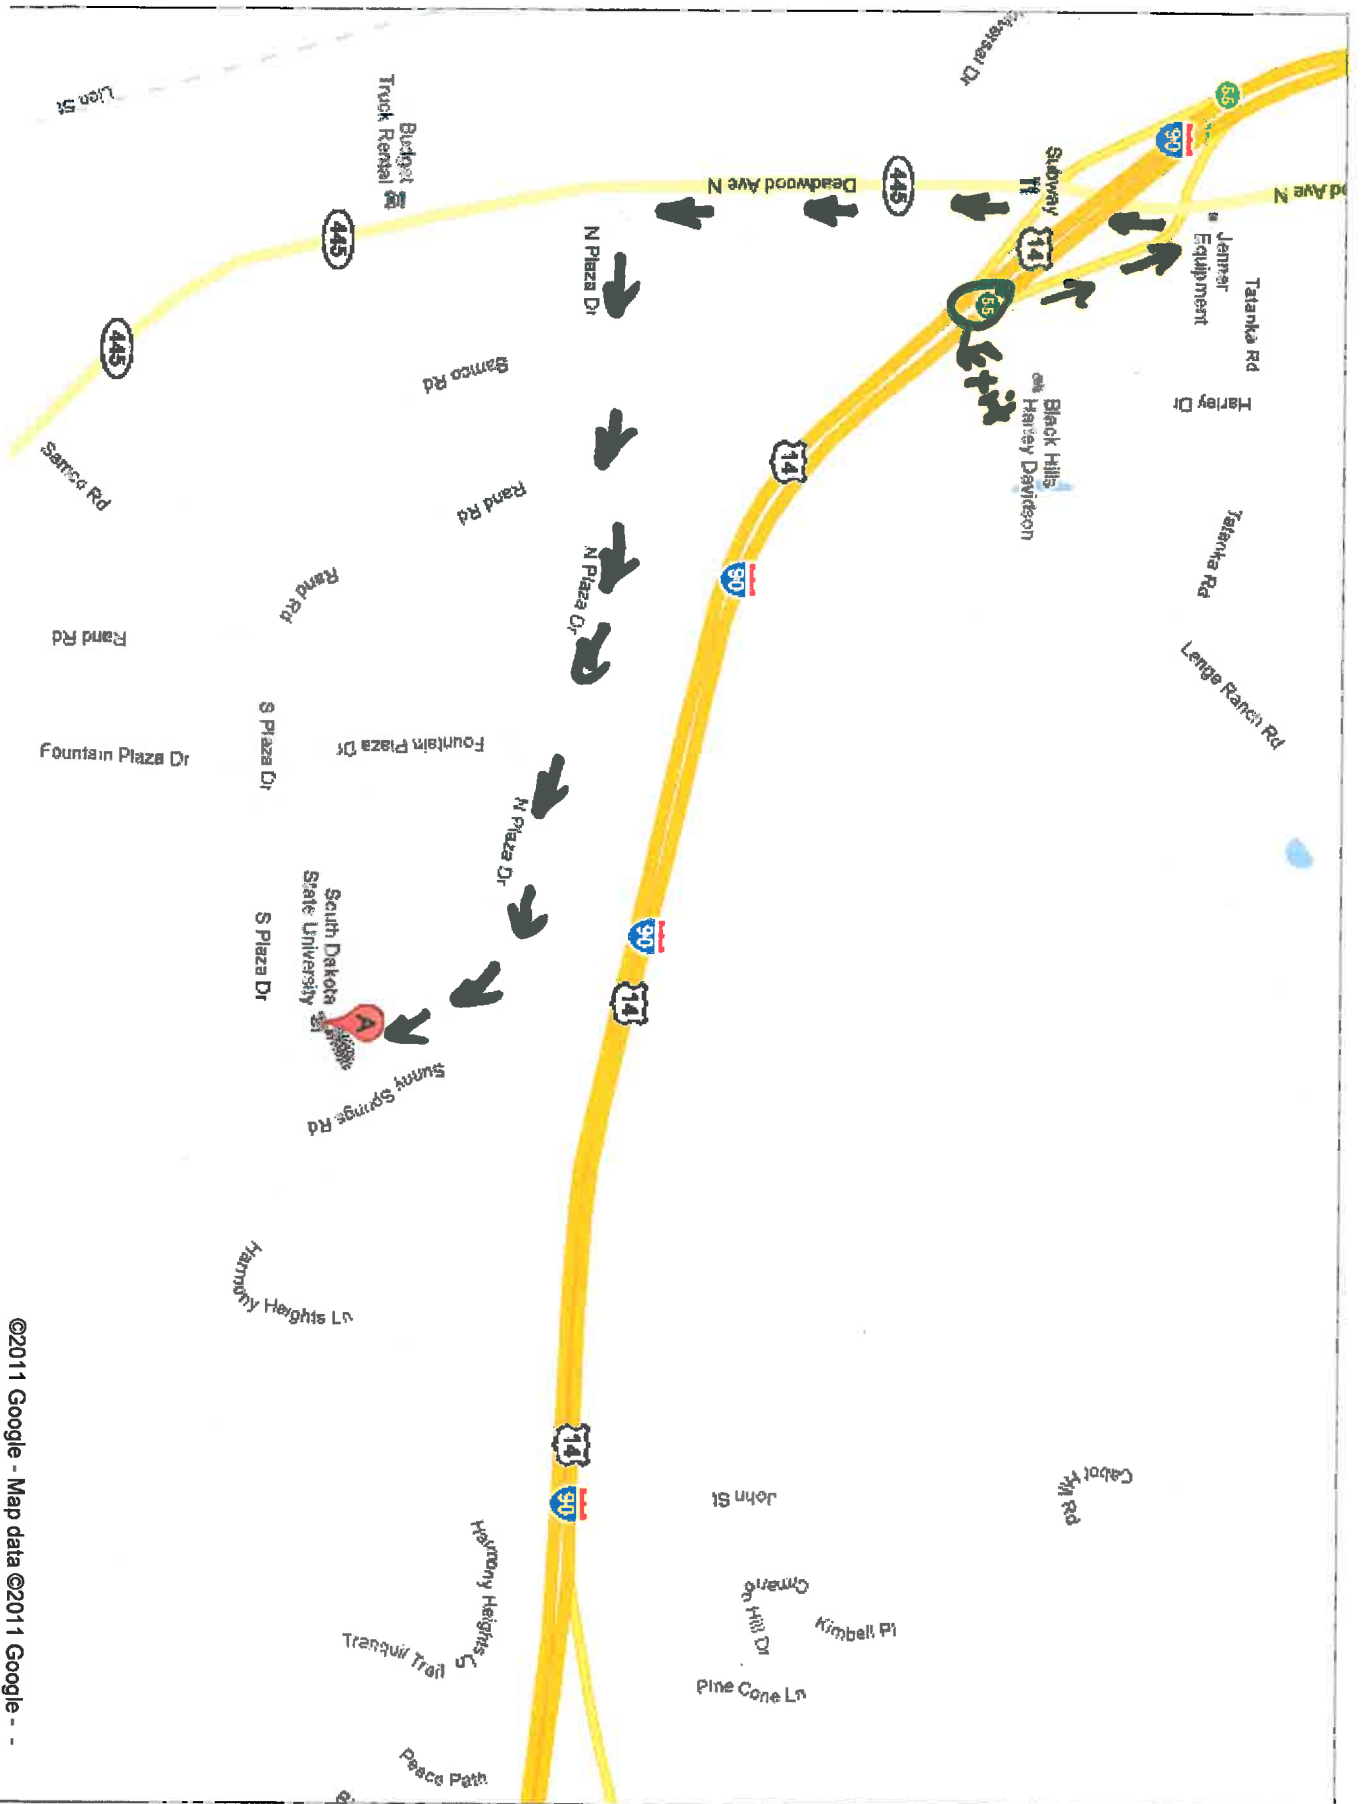 Tatanka Rd
Jenner
Equipment
Harley Dr
Tatanka Rd
Lenge Ranch Rd
55
90
d Ave N
Subway
14
55
Exit
Black Hills
Harley Davidson
Deadwood Ave N
445
14
90
N Plaza Dr
Samco Rd
Rand Rd
N Plaza Dr
N Plaza Dr
Fountain Plaza Dr
90
14
Budget
Truck Rental
445
445
Lien St
Samco Rd
Rand Rd
Rand Rd
S Plaza Dr
Fountain Plaza Dr
South Dakota
State University
A
S Plaza Dr
Sunny Springs Rd
Harmony Heights Ln
14
90
John St
Cabot Hill Rd
Harmony Heights Ln
Tranquil Trail
Cimarron Hill Dr
Kimbell Pl
Pine Cone Ln
Peace Path
©2011 Google - Map data ©2011 Google - -